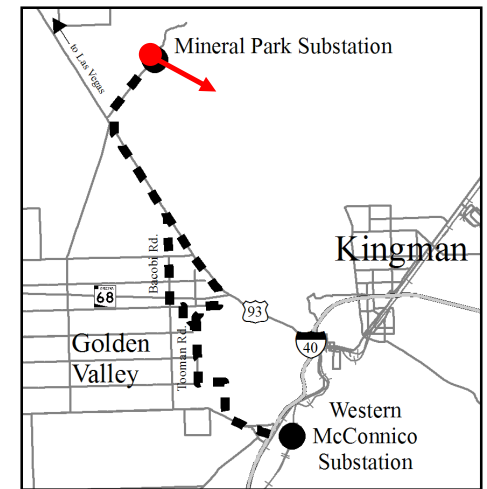 Mineral Park Substation
to Las Vegas
Kingman
Bacobi Rd.
68
93
Golden
Valley
Tooman Rd.
40
Western
McConnico
Substation